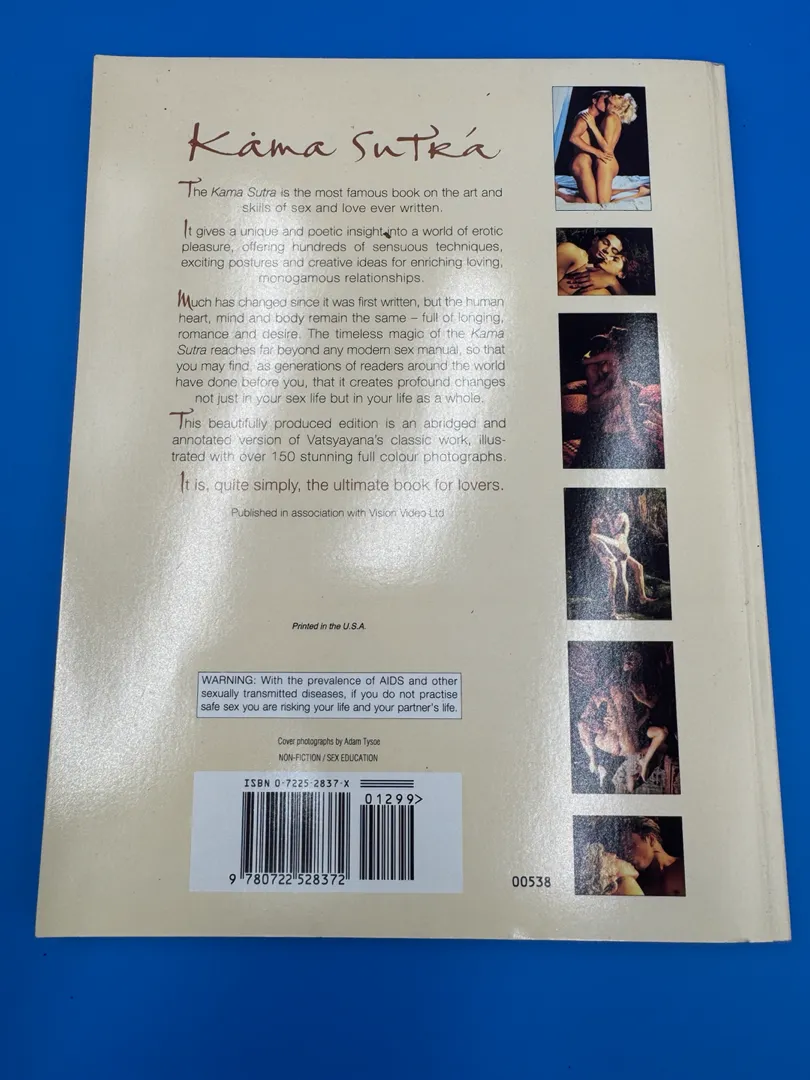 Kama Sutra
The Kama Sutra is the most famous book on the art and
skills of sex and love ever written.
It gives a unique and poetic insight into a world of erotic
pleasure, offering hundreds of sensuous techniques,
exciting postures and creative ideas for enriching loving,
monogamous relationships.
Much has changed since it was first written, but the human
heart, mind and body remain the same – full of longing,
romance and desire. The timeless magic of the Kama
Sutra reaches far beyond any modern sex manual, so that
you may find, as generations of readers around the world
have done before you, that it creates profound changes
not just in your sex life but in your life as a whole.
This beautifully produced edition is an abridged and
annotated version of Vatsyayana's classic work, illus-
trated with over 150 stunning full colour photographs.
It is, quite simply, the ultimate book for lovers.
Published in association with Vision Video Ltd
Printed in the U.S.A.
WARNING: With the prevalence of AIDS and other
sexually transmitted diseases, if you do not practise
safe sex you are risking your life and your partner's life.
Cover photographs by Adam Tysoe
NON-FICTION / SEX EDUCATION
ISBN 0-7225-2837-X
01299>
9 780722 528372
00538